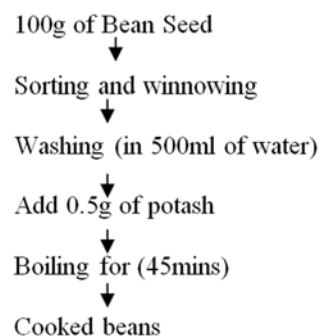 100g of Bean Seed
Sorting and winnowing
Washing (in 500ml of water)
Add 0.5g of potash
Boiling for (45mins)
Cooked beans